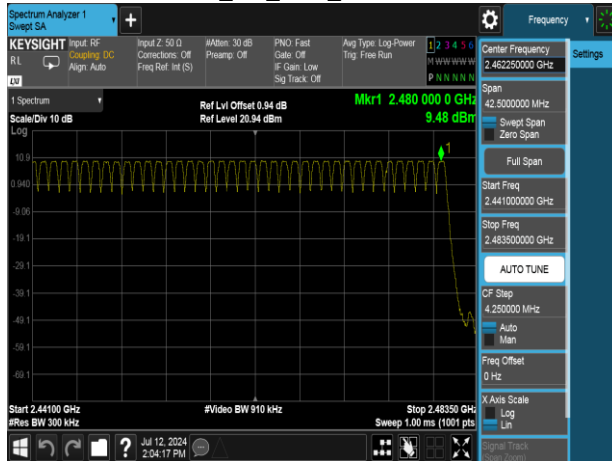 Spectrum Analyzer 1
Swept SA
+
Frequency
KEYSIGHT
RL
LXI
Input: RF
Coupling: DC
Align: Auto
Input Z: 50 Ω
Corrections: Off
Freq Ref: Int (S)
#Atten: 30 dB
Preamp: Off
PNO: Fast
Gate: Off
IF Gain: Low
Sig Track: Off
Avg Type: Log-Power
Trig: Free Run
1 2 3 4 5 6
M W W W W W
P N N N N N
1 Spectrum
Scale/Div 10 dB
Log
Ref Lvl Offset 0.94 dB
Ref Level 20.94 dBm
Mkr1 2.480 000 0 GHz
9.48 dBm
1
10.9
0.940
-9.06
-19.1
-29.1
-39.1
-49.1
-59.1
-69.1
Start 2.44100 GHz
#Res BW 300 kHz
#Video BW 910 kHz
Stop 2.48350 GHz
Sweep 1.00 ms (1001 pts
Center Frequency
2.462250000 GHz
Span
42.5000000 MHz
Swept Span
Zero Span
Full Span
Start Freq
2.441000000 GHz
Stop Freq
2.483500000 GHz
AUTO TUNE
CF Step
4.250000 MHz
Auto
Man
Freq Offset
0 Hz
X Axis Scale
Log
Lin
Signal Track
(Span Zoom)
Settings
?
Jul 12, 2024
2:04:17 PM